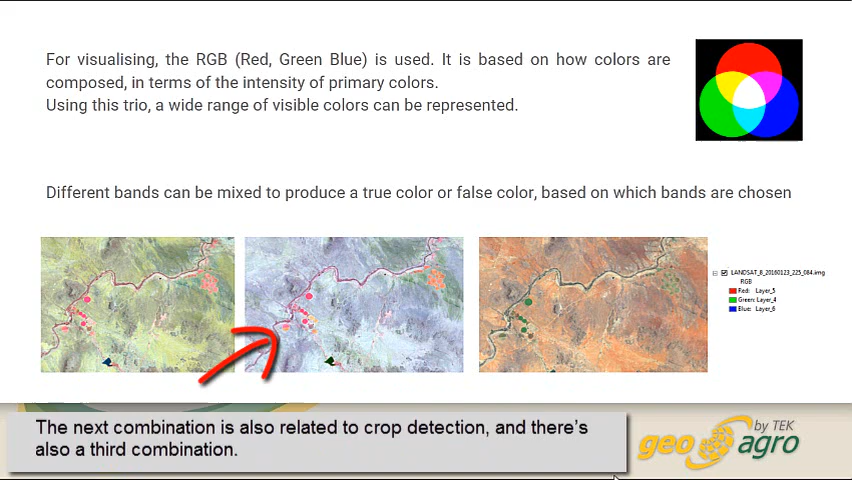 For visualising, the RGB (Red, Green Blue) is used. It is based on how colors are
composed, in terms of the intensity of primary colors.
Using this trio, a wide range of visible colors can be represented.
Different bands can be mixed to produce a true color or false color, based on which bands are chosen
LANDSAT_8_20160123_225_084.img
RGB
Red: Layer_5
Green: Layer_4
Blue: Layer_6
The next combination is also related to crop detection, and there's
also a third combination.
by TEK
geo agro